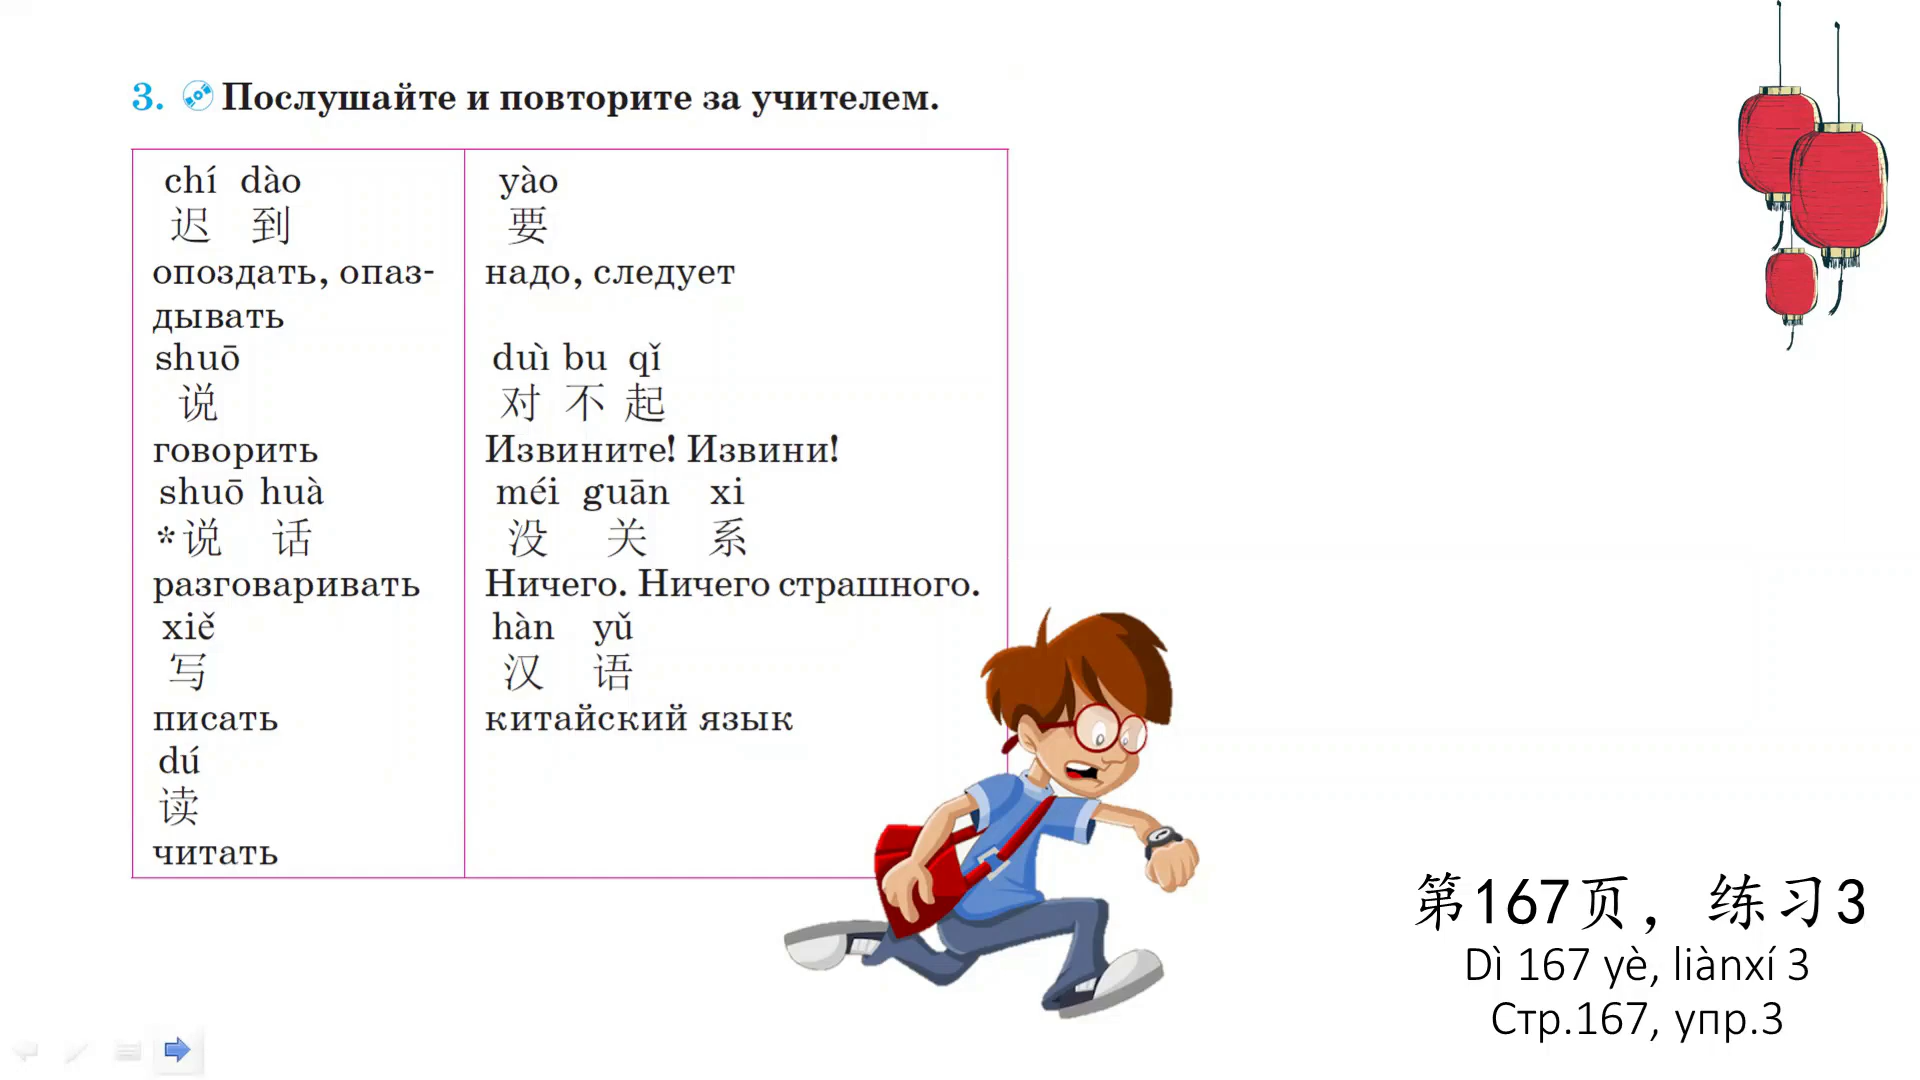 3. Послушайте и повторите за учителем.
chí dào
迟 到
опоздать, опаз-
дывать
shuō
说
говорить
shuō huà
*说 话
разговаривать
xiě
写
писать
dú
读
читать
yào
要
надо, следует
duì bu qǐ
对 不 起
Извините! Извини!
méi guān xi
没 关 系
Ничего. Ничего страшного.
hàn yǔ
汉 语
китайский язык
第167页，练习3
Dì 167 yè, liànxí 3
Стр.167, упр.3